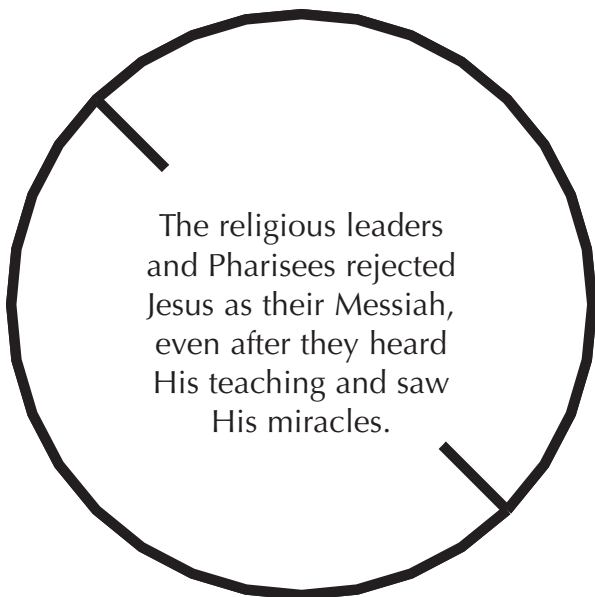 The religious leaders
and Pharisees rejected
Jesus as their Messiah,
even after they heard
His teaching and saw
His miracles.